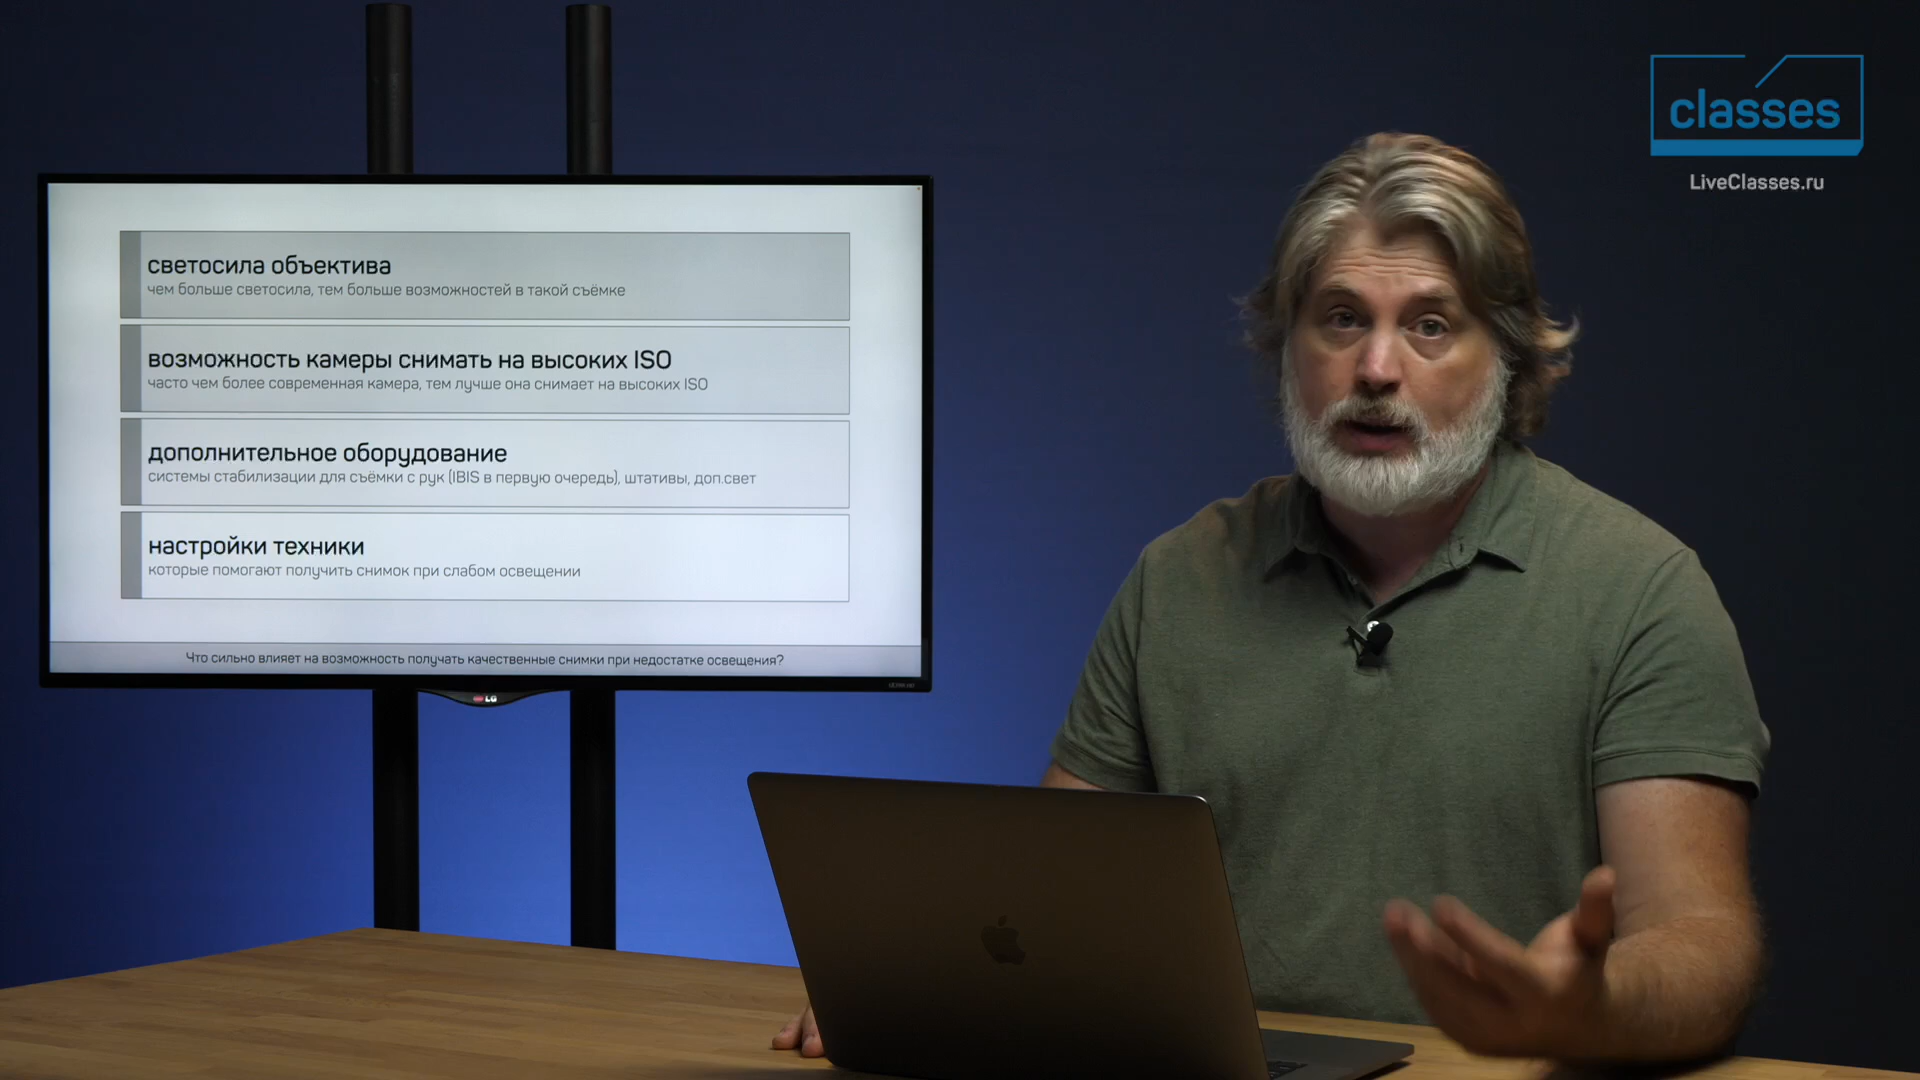 classes
LiveClasses.ru
светосила объектива
чем больше светосила, тем больше возможностей в такой съёмке
возможность камеры снимать на высоких ISO
часто чем более современная камера, тем лучше она снимает на высоких ISO
дополнительное оборудование
системы стабилизации для съёмки с рук (IBIS в первую очередь), штативы, доп.свет
настройки техники
которые помогают получить снимок при слабом освещении
Что сильно влияет на возможность получать качественные снимки при недостатке освещения?
LG